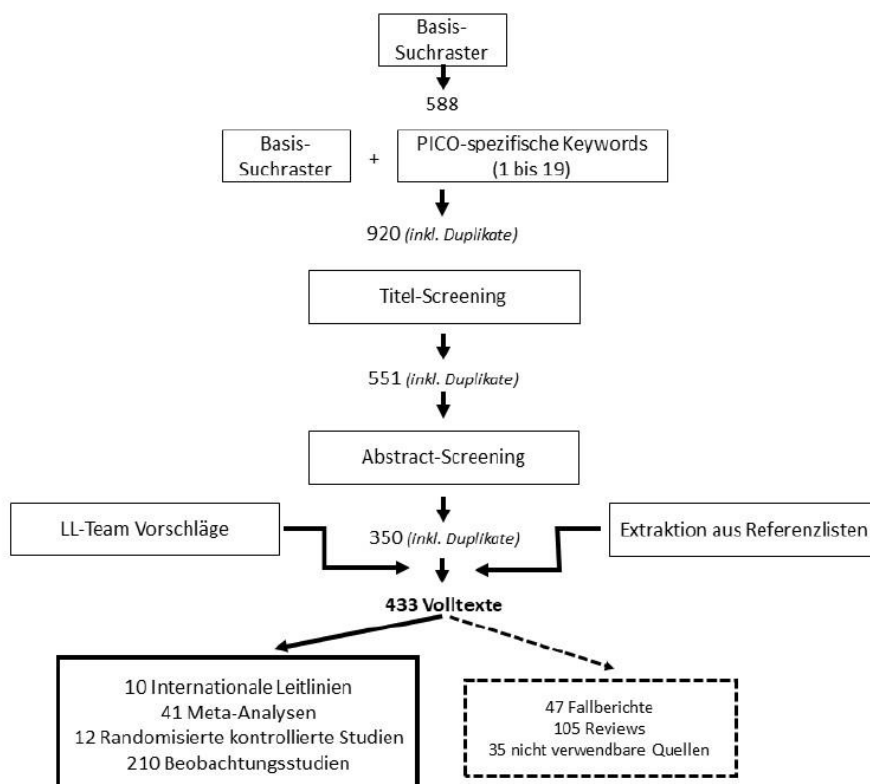 Basis-
Suchraster
588
Basis-
Suchraster
+
PICO-spezifische Keywords
(1 bis 19)
920 (inkl. Duplikate)
Titel-Screening
551 (inkl. Duplikate)
Abstract-Screening
LL-Team Vorschläge
350 (inkl. Duplikate)
Extraktion aus Referenzlisten
433 Volltexte
10 Internationale Leitlinien
41 Meta-Analysen
12 Randomisierte kontrollierte Studien
210 Beobachtungsstudien
47 Fallberichte
105 Reviews
35 nicht verwendbare Quellen